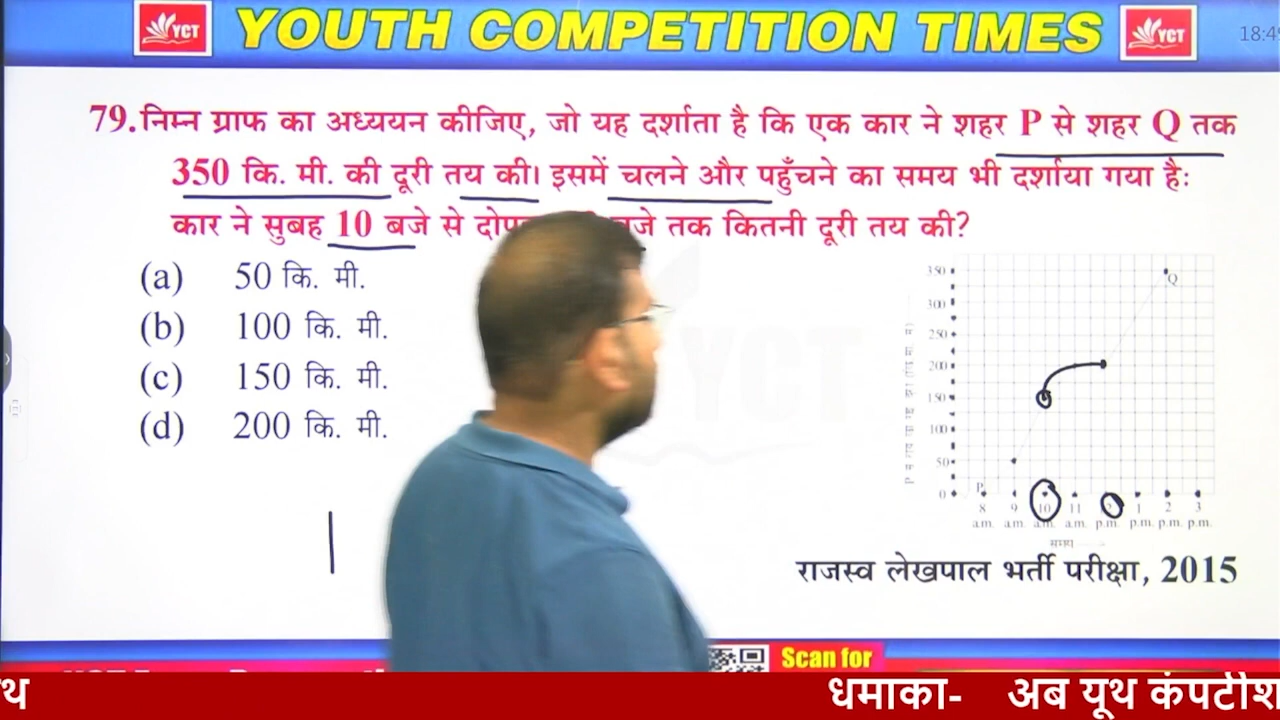 YCT YOUTH COMPETITION TIMES YCT
79. निम्न ग्राफ का अध्ययन कीजिए, जो यह दर्शाता है कि एक कार ने शहर P से शहर Q तक
350 कि. मी. की दूरी तय की। इसमें चलने और पहुँचने का समय भी दर्शाया गया हैः
कार ने सुबह 10 बजे से बजे तक कितनी दूरी तय की?
(a) 50 कि. मी.
(b) 100 कि. मी.
(c) 150 कि. मी.
(d) 200 कि. मी.
350
Q
300
250
200
150
100
50
0
P
8 9 10 11 1 2 3
a.m. a.m. a.m. a.m. p.m. p.m. p.m. p.m.
समय
YCT
राजस्व लेखपाल भर्ती परीक्षा, 2015
Scan for
धमाका- अब यूथ